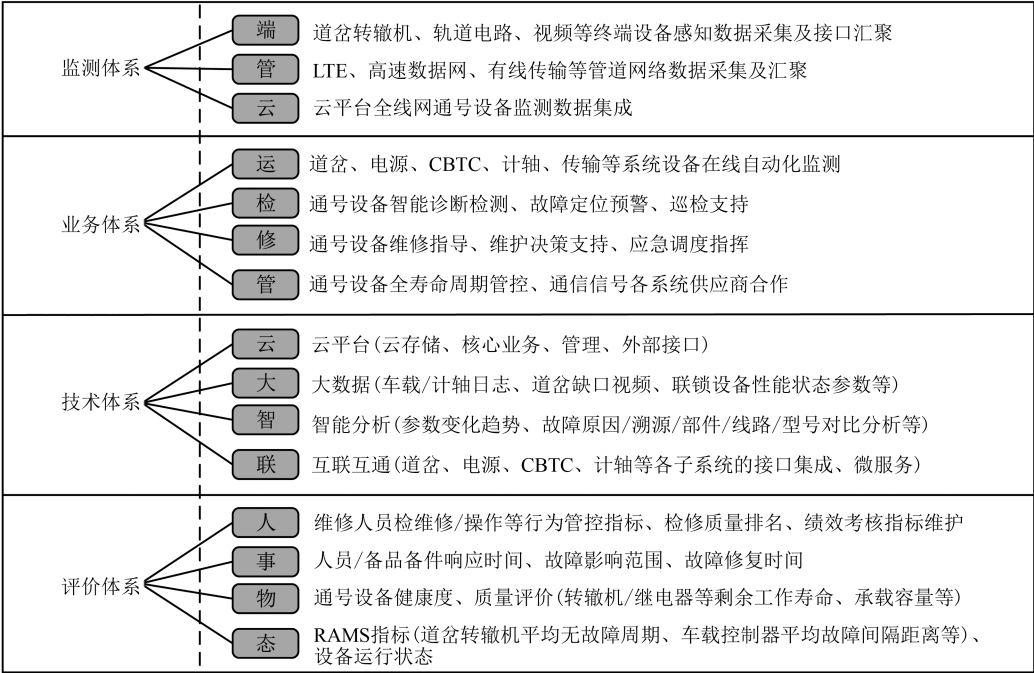 监测体系
端 道岔转辙机、轨道电路、视频等终端设备感知数据采集及接口汇聚
管 LTE、高速数据网、有线传输等管道网络数据采集及汇聚
云 云平台全线网通号设备监测数据集成
业务体系
运 道岔、电源、CBTC、计轴、传输等系统设备在线自动化监测
检 通号设备智能诊断检测、故障定位预警、巡检支持
修 通号设备维修指导、维护决策支持、应急调度指挥
管 通号设备全寿命周期管控、通信信号各系统供应商合作
技术体系
云 云平台(云存储、核心业务、管理、外部接口)
大 大数据(车载/计轴日志、道岔缺口视频、联锁设备性能状态参数等)
智 智能分析(参数变化趋势、故障原因/溯源/部件/线路/型号对比分析等)
联 互联互通(道岔、电源、CBTC、计轴等各子系统的接口集成、微服务)
评价体系
人 维修人员检维修/操作等行为管控指标、检修质量排名、绩效考核指标维护
事 人员/备品备件响应时间、故障影响范围、故障修复时间
物 通号设备健康度、质量评价(转辙机/继电器等剩余工作寿命、承载容量等)
态 RAMS指标(道岔转辙机平均无故障周期、车载控制器平均故障间隔距离等)、
设备运行状态